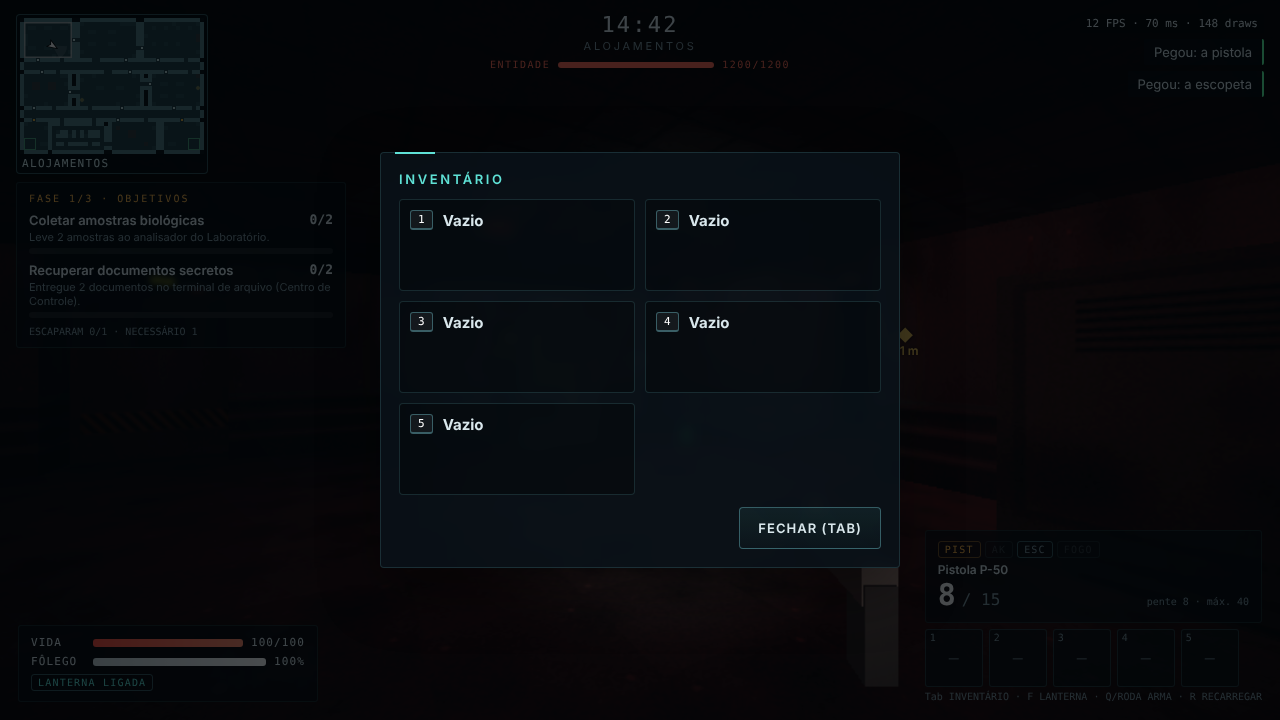 14:42
ALOJAMENTOS
ENTIDADE 1200/1200
12 FPS · 70 ms · 148 draws
Pegou: a pistola
Pegou: a escopeta
ALOJAMENTOS
FASE 1/3 · OBJETIVOS
Coletar amostras biológicas 0/2
Leve 2 amostras ao analisador do Laboratório.
Recuperar documentos secretos 0/2
Entregue 2 documentos no terminal de arquivo (Centro de
Controle).
ESCAPARAM 0/1 · NECESSÁRIO 1
INVENTÁRIO
1 Vazio
2 Vazio
3 Vazio
4 Vazio
5 Vazio
FECHAR (TAB)
1 m
VIDA 100/100
FÔLEGO 100%
LANTERNA LIGADA
PIST AK ESC FOGO
Pistola P-50
8 / 15
pente 8 · máx. 40
1 2 3 4 5
— — — — —
Tab INVENTÁRIO · F LANTERNA · Q/RODA ARMA · R RECARREGAR